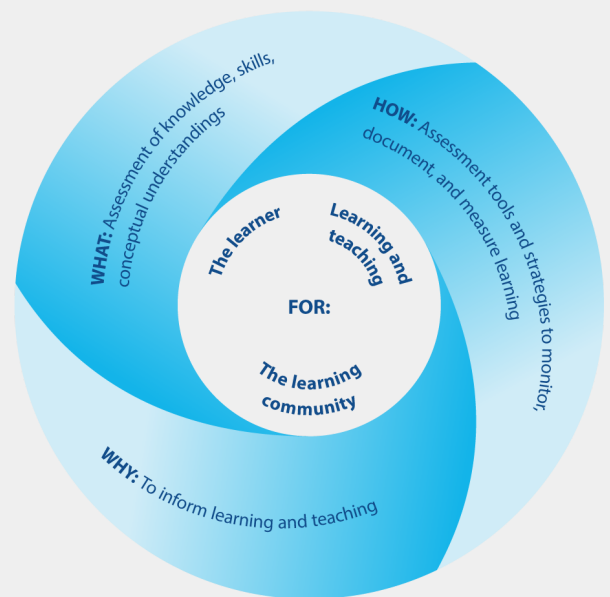 WHAT: Assessment of knowledge, skills,
conceptual understandings
HOW: Assessment tools and strategies to monitor,
document, and measure learning
The learner
Learning and
teaching
FOR:
The learning
community
WHY: To inform learning and teaching